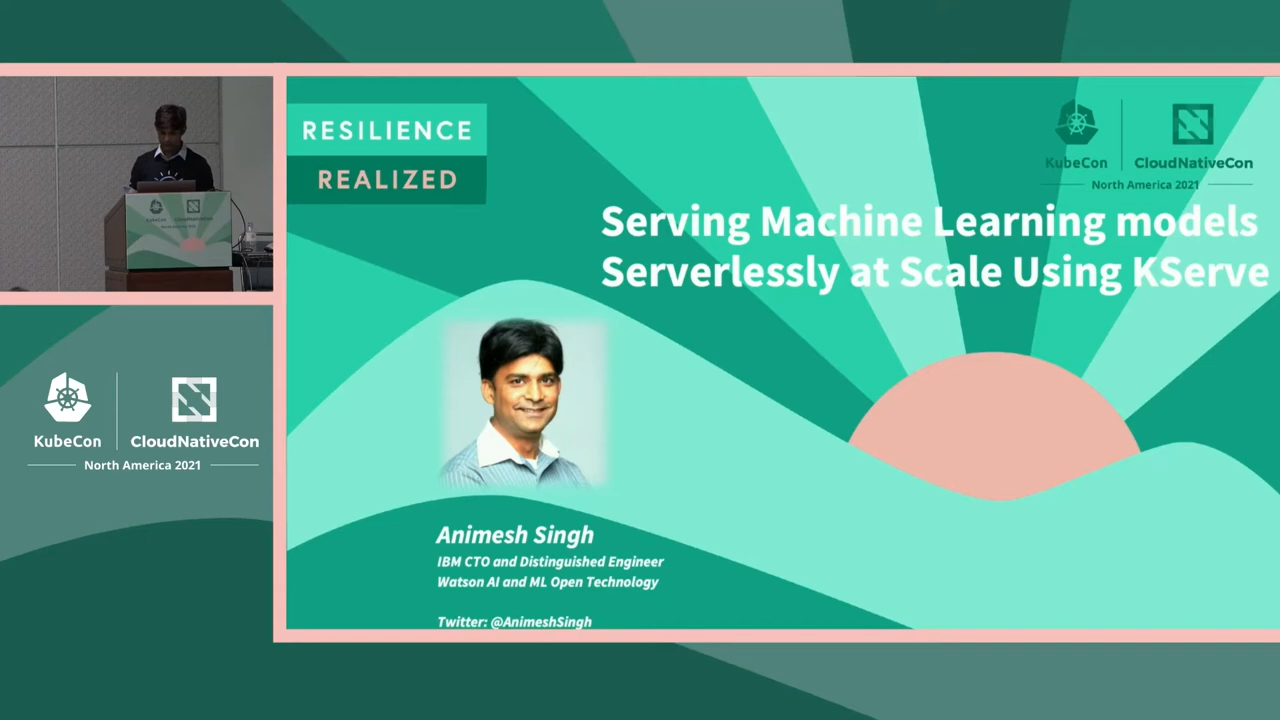 RESILIENCE
REALIZED
KubeCon
CloudNativeCon
North America 2021
Serving Machine Learning models
Serverlessly at Scale Using KServe
Animesh Singh
IBM CTO and Distinguished Engineer
Watson AI and ML Open Technology
Twitter: @AnimeshSingh
KubeCon
CloudNativeCon
North America 2021